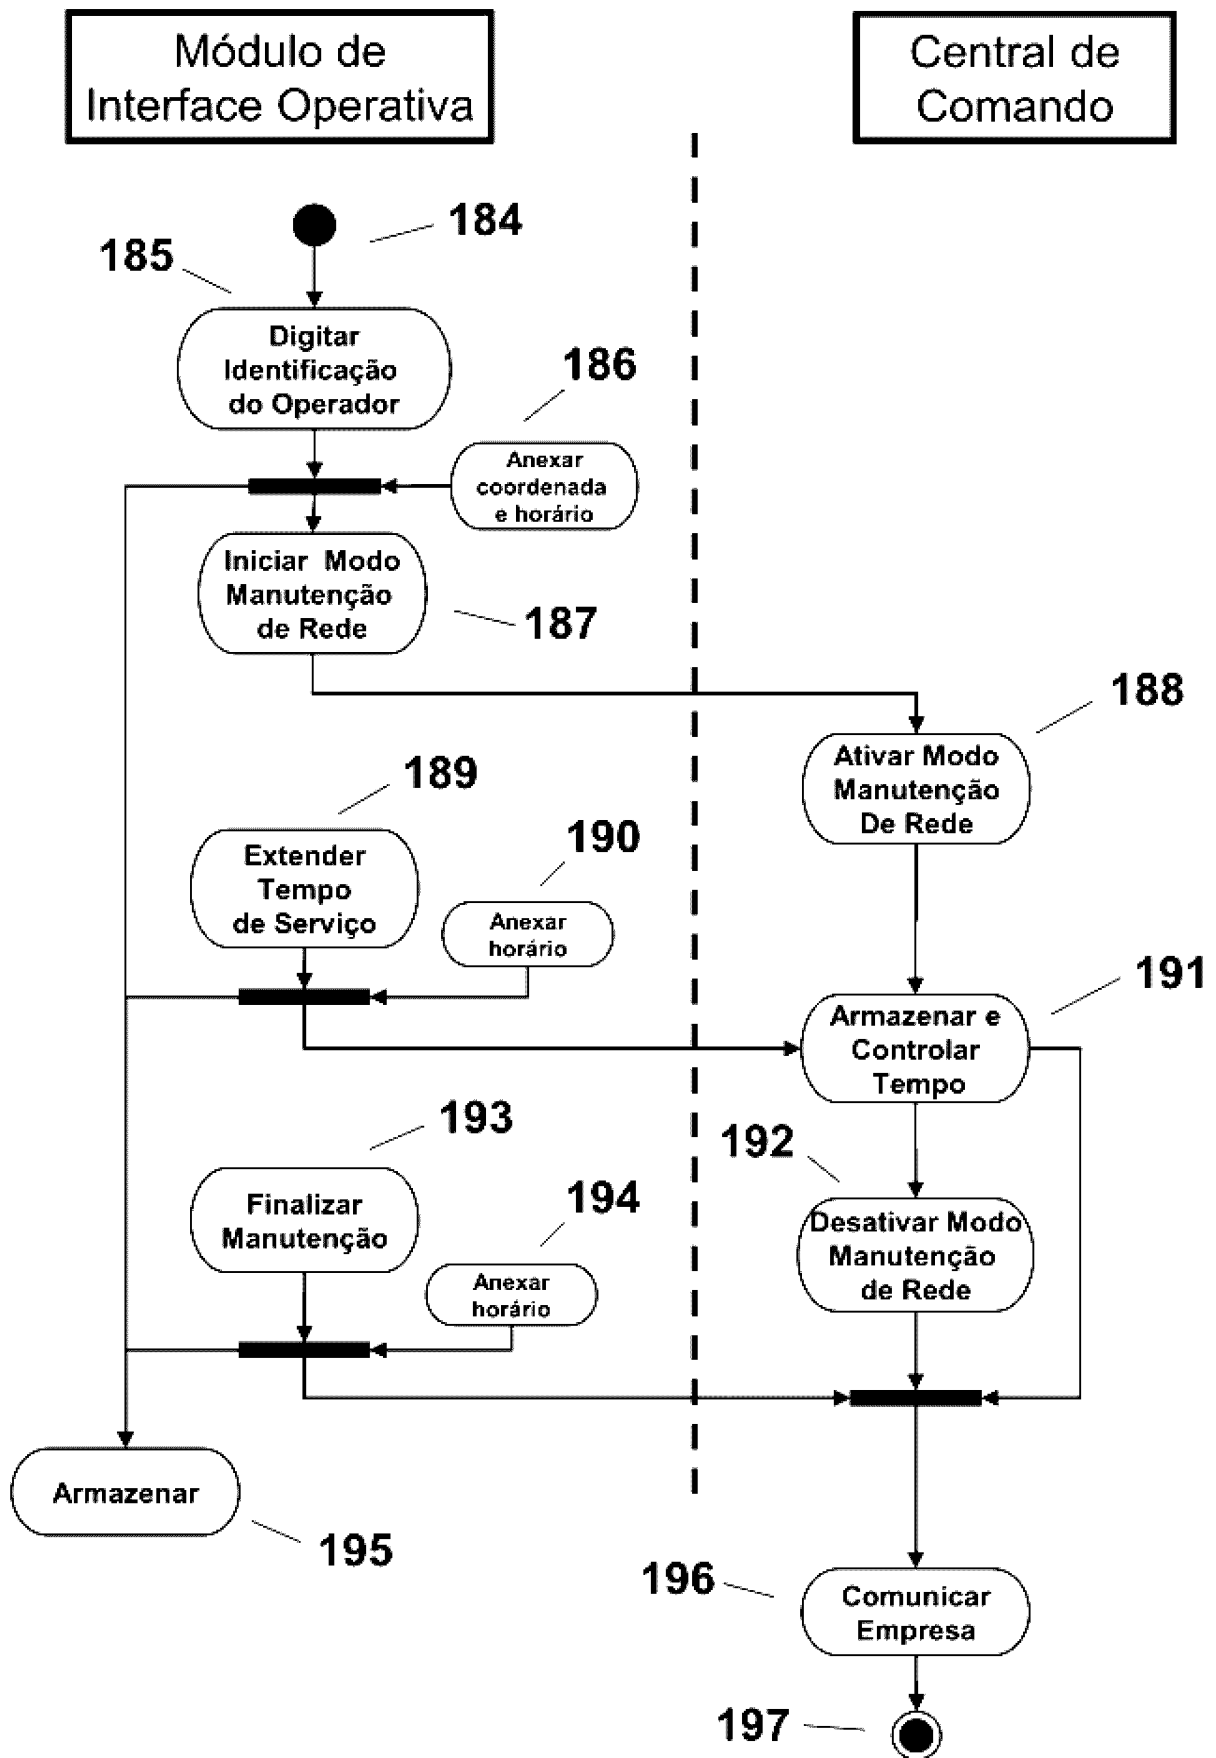 Módulo de
Interface Operativa
Central de
Comando
184
185
Digitar
Identificação
do Operador
186
Anexar
coordenada
e horário
Iniciar Modo
Manutenção
de Rede
187
188
Ativar Modo
Manutenção
De Rede
189
Extender
Tempo
de Serviço
190
Anexar
horário
191
Armazenar e
Controlar
Tempo
193
Finalizar
Manutenção
194
Anexar
horário
192
Desativar Modo
Manutenção
de Rede
Armazenar
195
196
Comunicar
Empresa
197